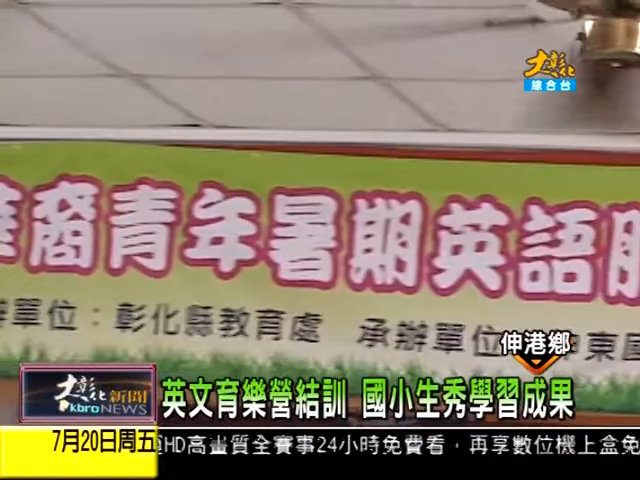 大彰化
綜合台
裔青年暑期英語服
單位：彰化縣教育處 承辦單位
東國
伸港鄉
大彰化新聞
kbro NEWS
英文育樂營結訓 國小生秀學習成果
7月20日周五
HD高畫質全賽事24小時免費看，再享數位機上盒免